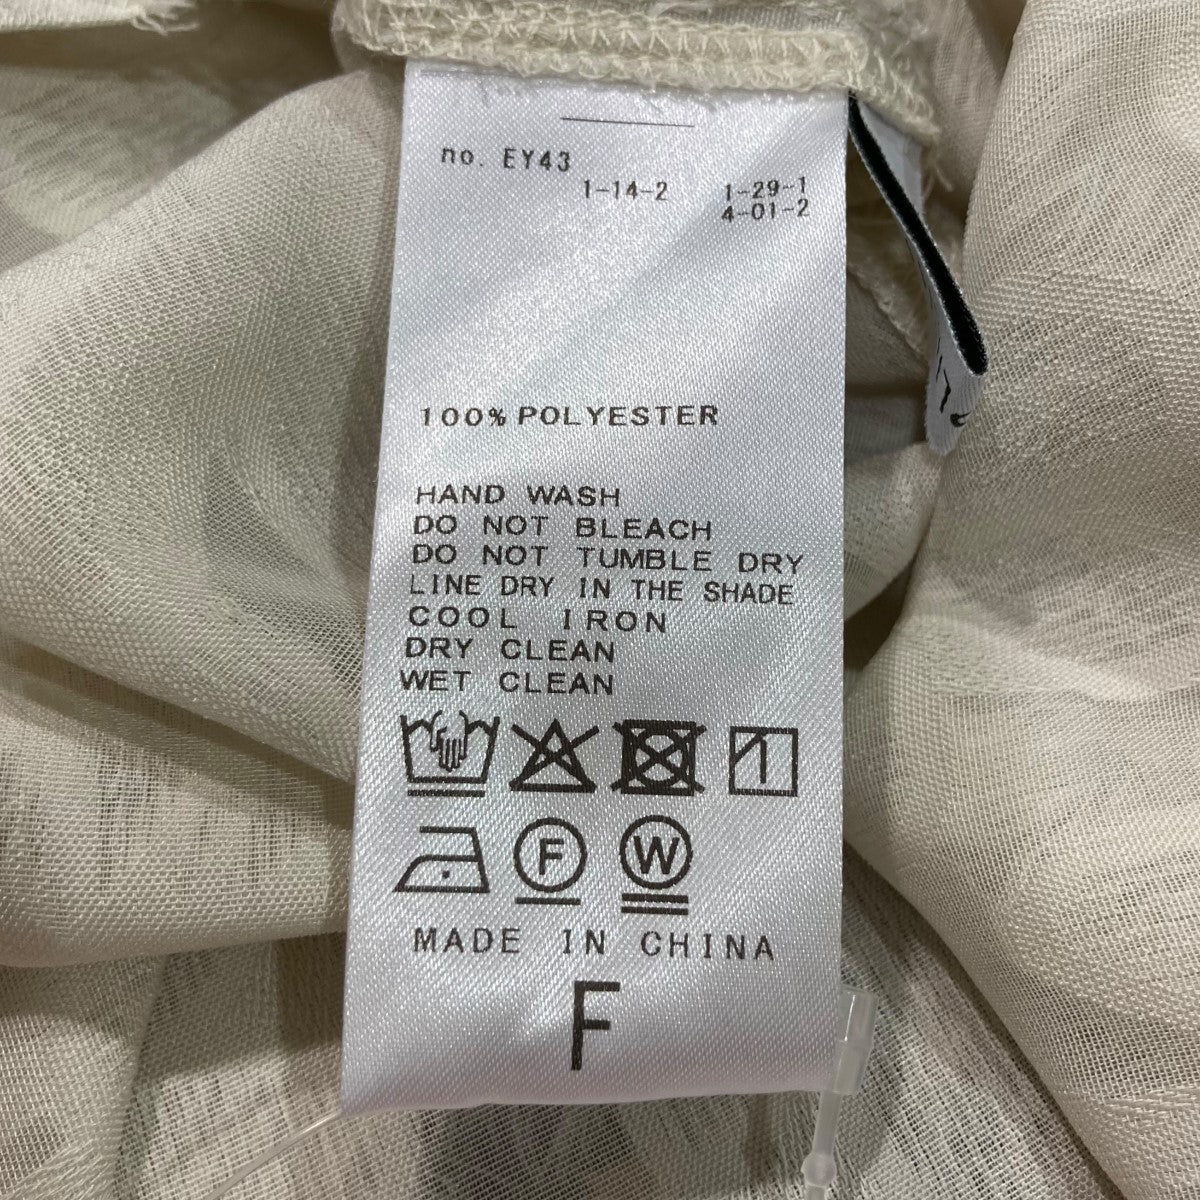 no. EY43
1-14-2 1-29-1
4-01-2
100% POLYESTER
HAND WASH
DO NOT BLEACH
DO NOT TUMBLE DRY
LINE DRY IN THE SHADE
COOL IRON
DRY CLEAN
WET CLEAN
F W
MADE IN CHINA
F